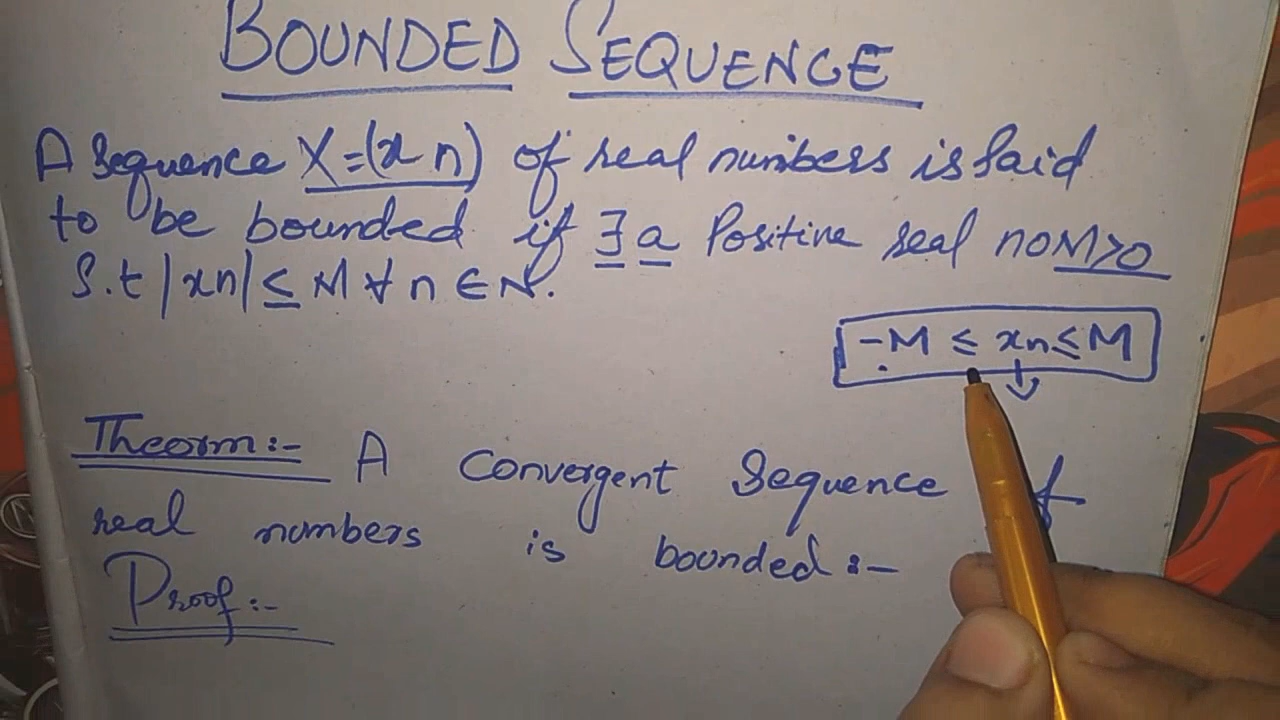 BOUNDED SEQUENCE
A Sequence X=(xn) of real numbers is Said
to be bounded if ∃ a Positive real no M>0
S.t |xn| ≤ M ∀ n ∈ N.
-M ≤ xn ≤ M
Theorm:- A Convergent Sequence
real numbers is bounded:-
Proof:-